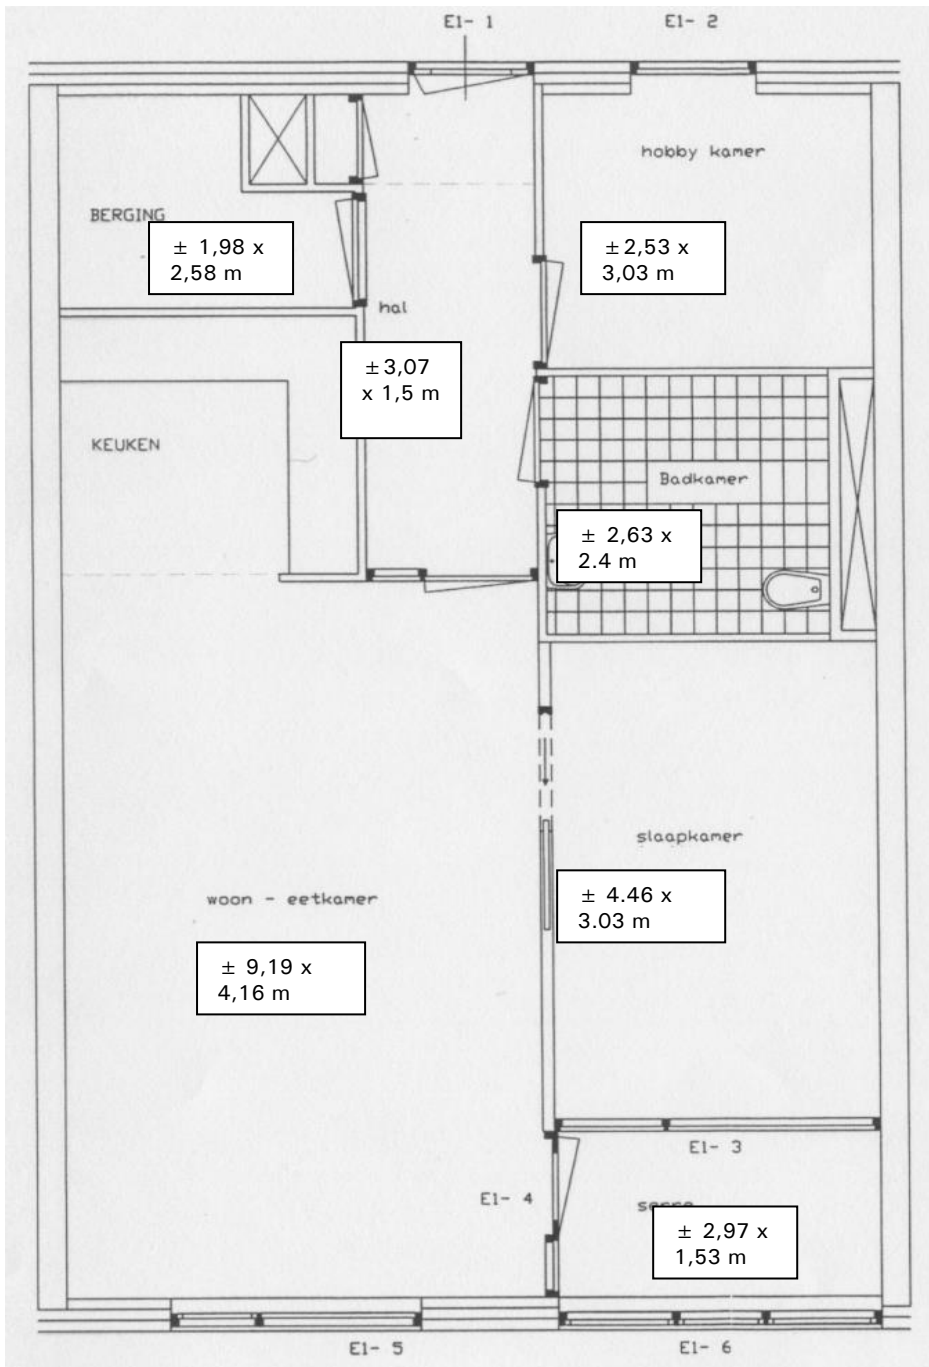 E1- 1
E1- 2
hobby kamer
BERGING
± 1,98 x
2,58 m
±2,53 x
3,03 m
hal
±3,07
x 1,5 m
KEUKEN
Badkamer
± 2,63 x
2.4 m
slaapkamer
± 4.46 x
3.03 m
woon - eetkamer
± 9,19 x
4,16 m
E1- 3
E1- 4
± 2,97 x
1,53 m
E1- 5
E1- 6